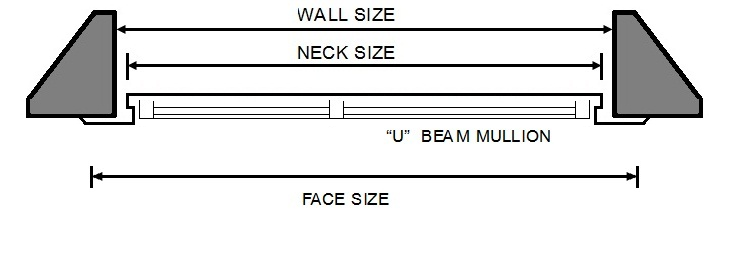 WALL SIZE
NECK SIZE
“U” BEAM MULLION
FACE SIZE